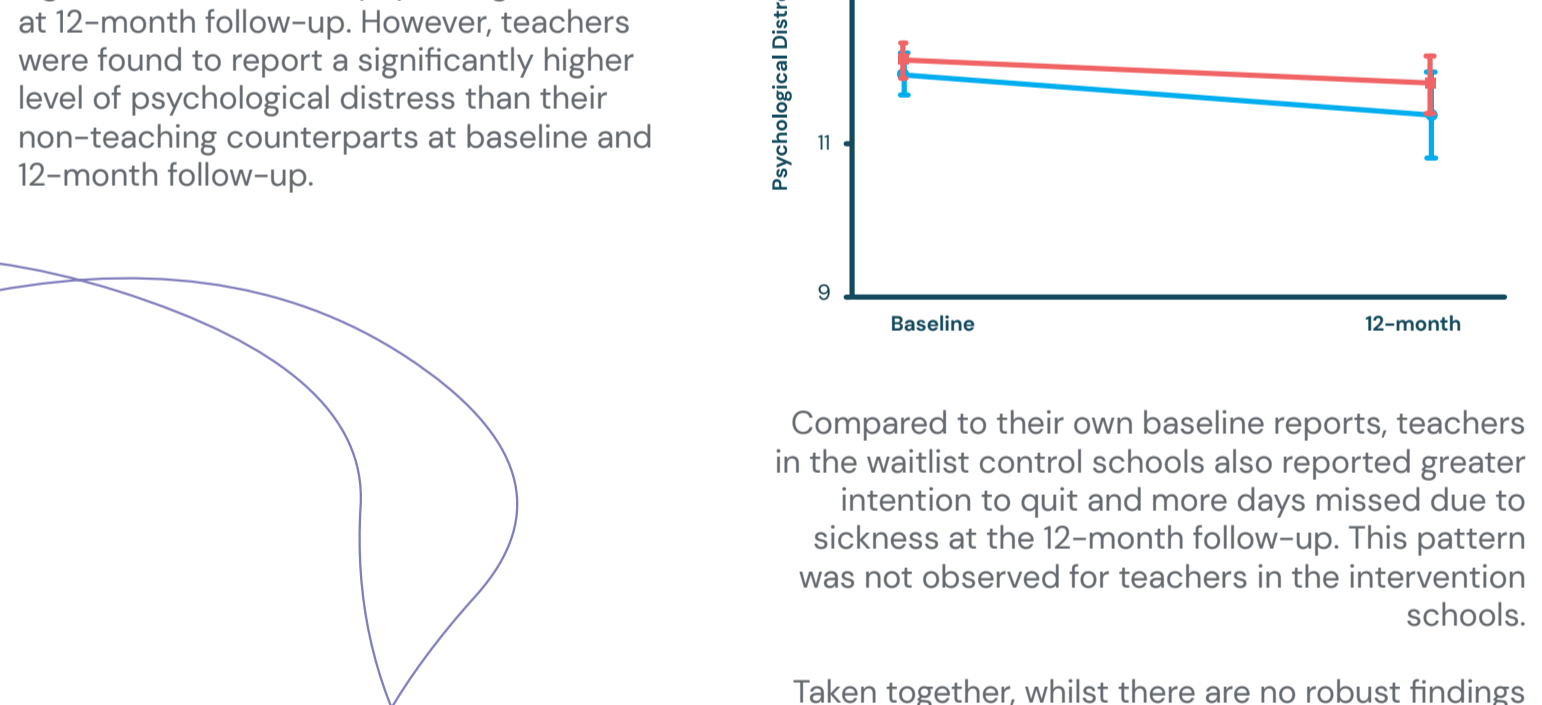 at 12-month follow-up. However, teachers
were found to report a significantly higher
level of psychological distress than their
non-teaching counterparts at baseline and
12-month follow-up.
Psychological
11
9
Baseline
12-month
Compared to their own baseline reports, teachers
in the waitlist control schools also reported greater
intention to quit and more days missed due to
sickness at the 12-month follow-up. This pattern
was not observed for teachers in the intervention
schools.
Taken together, whilst there are no robust findings